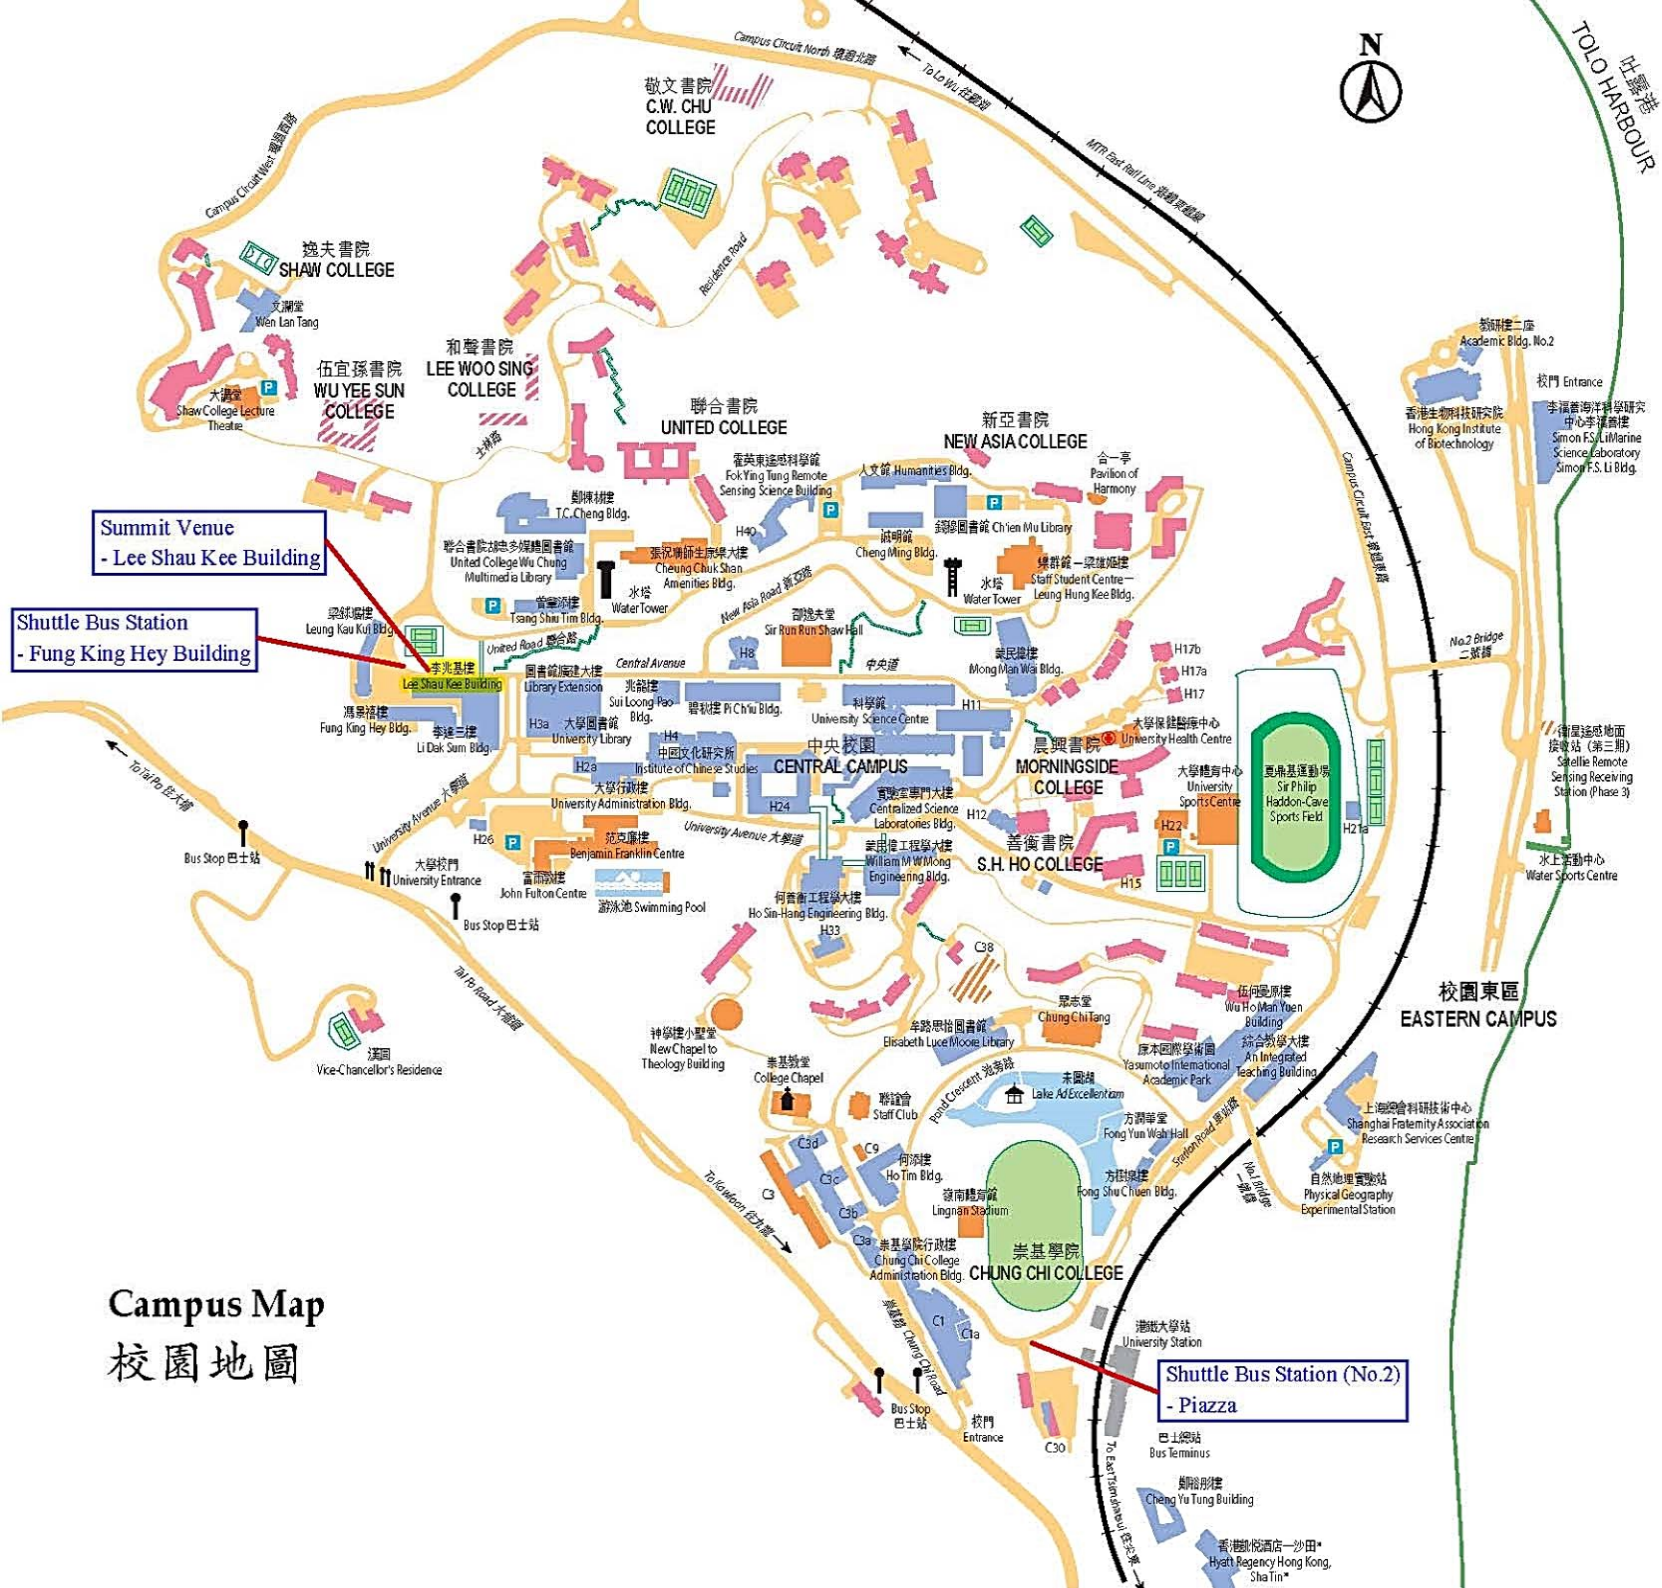 Campus Circuit North 環迴北路
To Lo Wu 往羅湖
N
吐露港
TOLO HARBOUR
敬文書院
C.W. CHU
COLLEGE
MTR East Rail Line 港鐵東鐵線
Campus Circuit West 環迴西路
逸夫書院
SHAW COLLEGE
文瀾堂
Wen Lan Tang
Residence Road
和聲書院
LEE WOO SING
COLLEGE
伍宜孫書院
WU YEE SUN
COLLEGE
P
大講堂
Shaw College Lecture
Theatre
士林路
聯合書院
UNITED COLLEGE
新亞書院
NEW ASIA COLLEGE
教研樓二座
Academic Bldg. No.2
校門 Entrance
香港生物科技研究院
Hong Kong Institute
of Biotechnology
李福善海洋科學研究
中心李福善樓
Simon F.S. Li Marine
Science Laboratory
Simon F.S. Li Bldg.
霍英東遙感科學館
Fok Ying Tung Remote
Sensing Science Building
人文館 Humanities Bldg.
合一亭
Pavilion of
Harmony
Campus Circuit East 環迴東路
鄭棟材樓
T.C. Cheng Bldg.
H40
P
P
錢穆圖書館 Ch'ien Mu Library
誠明館
Cheng Ming Bldg.
Summit Venue
- Lee Shau Kee Building
聯合書院胡忠多媒體圖書館
United College Wu Chung
Multimedia Library
張祝珊師生康樂大樓
Cheung Chuk Shan
Amenities Bldg.
水塔
Water Tower
水塔
Water Tower
樂群館－梁雄姬樓
Staff Student Centre—
Leung Hung Kee Bldg.
New Asia Road 新亞路
P
曾肇添樓
Tsang Shiu Tim Bldg.
Shuttle Bus Station
- Fung King Hey Building
梁銶琚樓
Leung Kau Kui Bldg.
邵逸夫堂
Sir Run Run Shaw Hall
United Road 聯合路
H8
Central Avenue
中央道
蒙民偉樓
Mong Man Wai Bldg.
H17b
H17a
H17
No.2 Bridge
二號橋
李兆基樓
Lee Shau Kee Building
圖書館擴建大樓
Library Extension
兆龍樓
Sui Loong Pao
Bldg.
碧秋樓 Pi Ch'iu Bldg.
科學館
University Science Centre
H11
馮景禧樓
Fung King Hey Bldg.
李達三樓
Li Dak Sum Bldg.
H3a
大學圖書館
University Library
H4
中國文化研究所
Institute of Chinese Studies
中央校園
CENTRAL CAMPUS
晨興書院
MORNINGSIDE
COLLEGE
大學保健醫療中心
University Health Centre
衛星遙感地面
接收站（第三期）
Satellite Remote
Sensing Receiving
Station (Phase 3)
To Tai Po 往大埔
H2a
大學行政樓
University Administration Bldg.
H24
實驗室專門大樓
Centralized Science
Laboratories Bldg.
H12
大學體育中心
University
Sports Centre
夏鼎基運動場
Sir Philip
Haddon-Cave
Sports Field
H21a
H22
P
University Avenue 大學道
University Avenue 大學道
H26
P
范克廉樓
Benjamin Franklin Centre
蒙民偉工程學大樓
William M W Mong
Engineering Bldg.
善衡書院
S.H. HO COLLEGE
H15
水上活動中心
Water Sports Centre
Bus Stop 巴士站
大學校門
University Entrance
富爾敦樓
John Fulton Centre
游泳池 Swimming Pool
何善衡工程學大樓
Ho Sin-Hang Engineering Bldg.
H33
Bus Stop 巴士站
C38
Tai Po Road 大埔路
漢園
Vice-Chancellor's Residence
神學樓小聖堂
New Chapel to
Theology Building
牟路思怡圖書館
Elisabeth Luce Moore Library
眾志堂
Chung Chi Tang
伍何曼原樓
Wu Ho Man Yuen
Building
校園東區
EASTERN CAMPUS
康本國際學術園
Yasumoto International
Academic Park
綜合教學大樓
An Integrated
Teaching Building
崇基教堂
College Chapel
聯誼會
Staff Club
Pond Crescent 池旁路
未圓湖
Lake Ad Excellentiam
方潤華堂
Fong Yun Wah Hall
Station Road 車站路
上海總會科研技術中心
Shanghai Fraternity Association
Research Services Centre
P
C3d
C9
C3c
C3
C3b
C3a
何添樓
Ho Tim Bldg.
方樹泉樓
Fong Shu Chuen Bldg.
No.1 Bridge
一號橋
自然地理實驗站
Physical Geography
Experimental Station
嶺南體育館
Lingnan Stadium
To Kowloon 往九龍
崇基學院行政樓
Chung Chi College
Administration Bldg.
崇基學院
CHUNG CHI COLLEGE
Campus Map
校園地圖
崇基路 Chung Chi Road
C1
C1a
港鐵大學站
University Station
Shuttle Bus Station (No.2)
- Piazza
Bus Stop
巴士站
校門
Entrance
C30
巴士總站
Bus Terminus
To East Tsimshatsui 往尖東
鄭裕彤樓
Cheng Yu Tung Building
香港凱悅酒店－沙田*
Hyatt Regency Hong Kong,
Sha Tin*